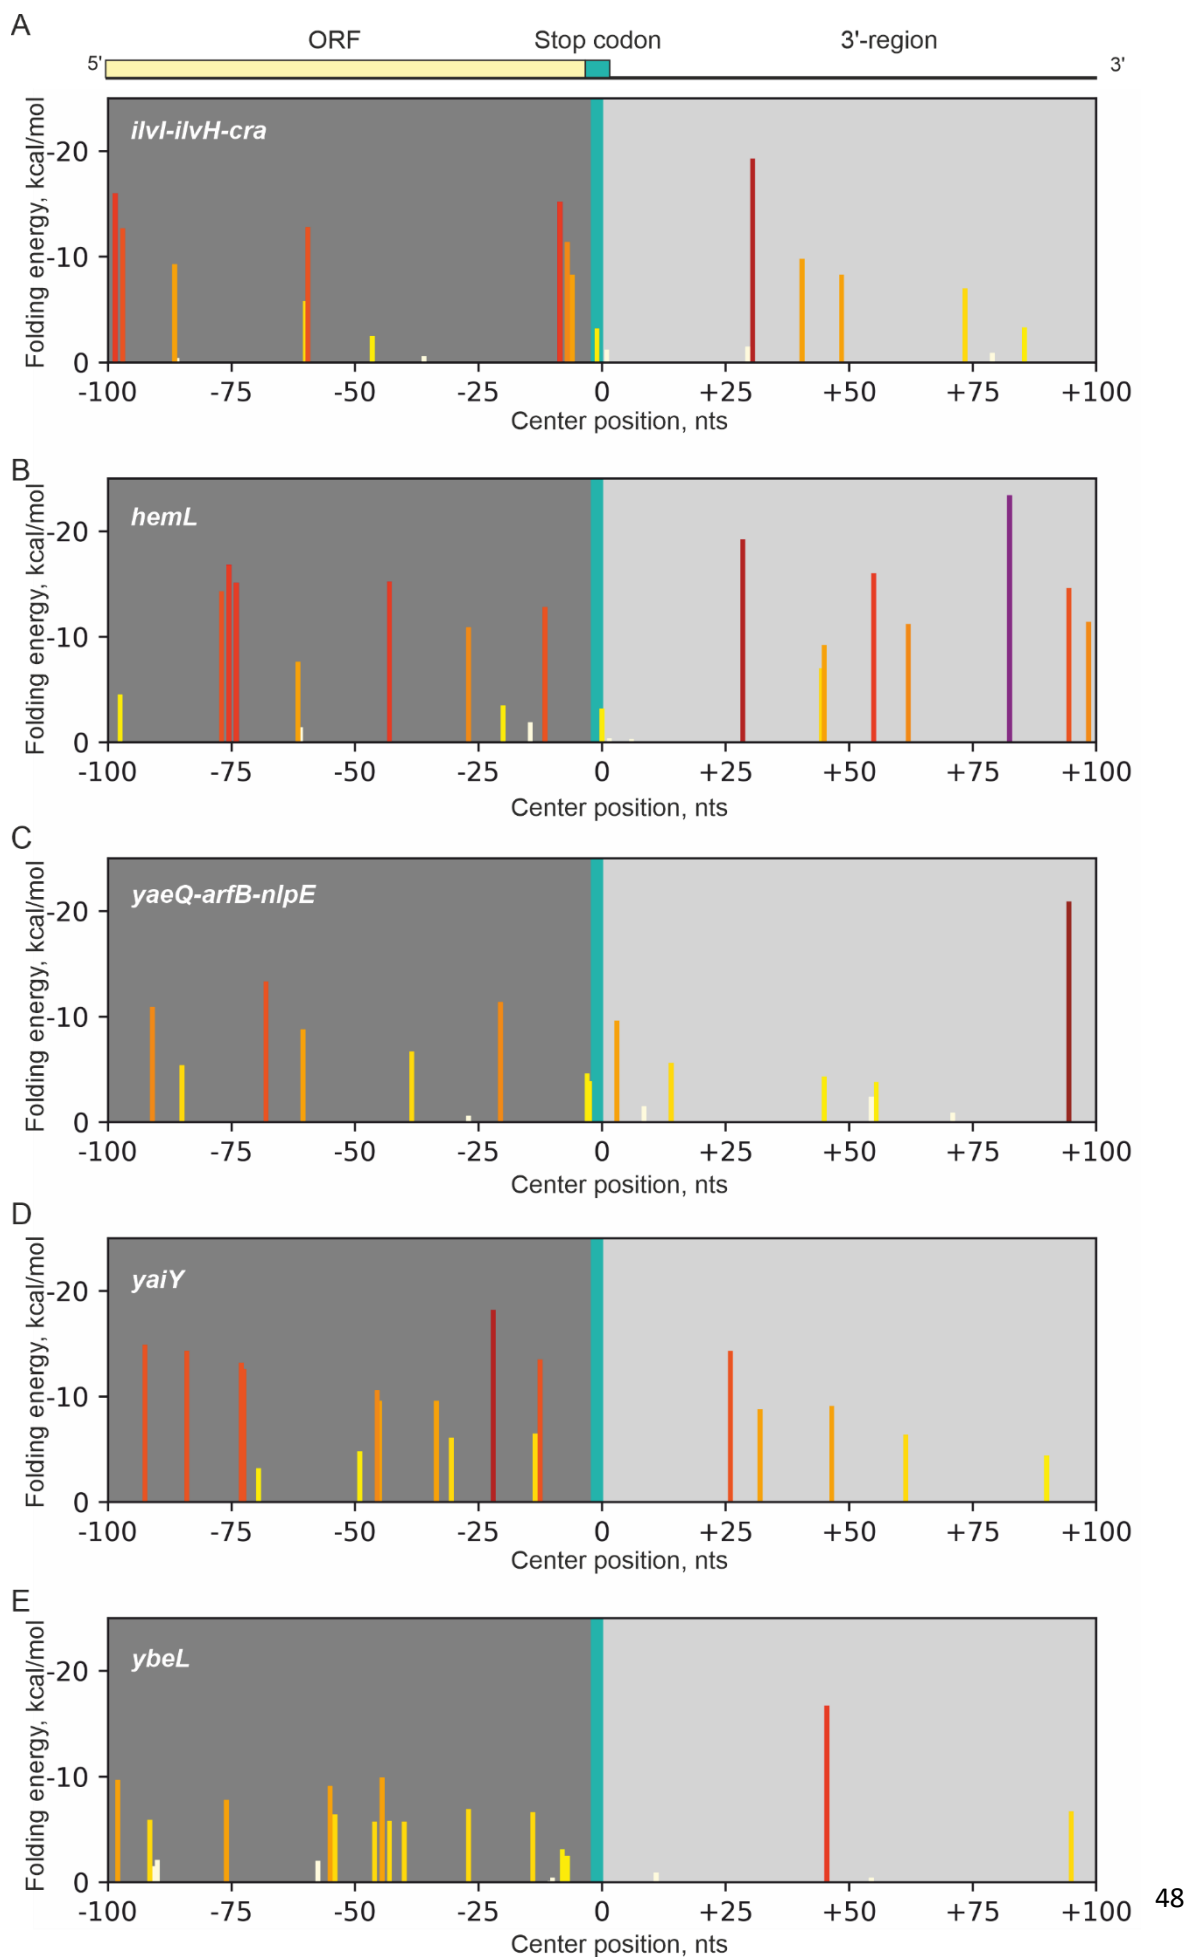 A
ORF Stop codon 3'-region
5' 3'
ilvI-ilvH-cra
Folding energy, kcal/mol
-20
-10
0
-100 -75 -50 -25 0 +25 +50 +75 +100
Center position, nts
B
hemL
Folding energy, kcal/mol
-20
-10
0
-100 -75 -50 -25 0 +25 +50 +75 +100
Center position, nts
C
yaeQ-arfB-nlpE
Folding energy, kcal/mol
-20
-10
0
-100 -75 -50 -25 0 +25 +50 +75 +100
Center position, nts
D
yaiY
Folding energy, kcal/mol
-20
-10
0
-100 -75 -50 -25 0 +25 +50 +75 +100
Center position, nts
E
ybeL
Folding energy, kcal/mol
-20
-10
0
-100 -75 -50 -25 0 +25 +50 +75 +100
Center position, nts
48